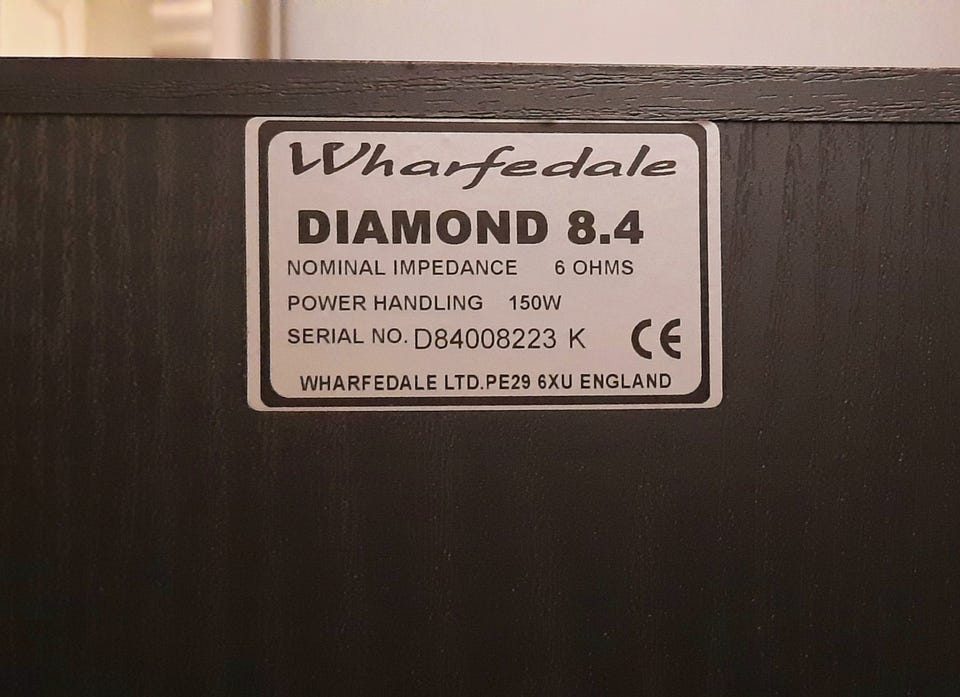 Wharfedale
DIAMOND 8.4
NOMINAL IMPEDANCE 6 OHMS
POWER HANDLING 150W
SERIAL NO. D84008223 K
CE
WHARFEDALE LTD.PE29 6XU ENGLAND